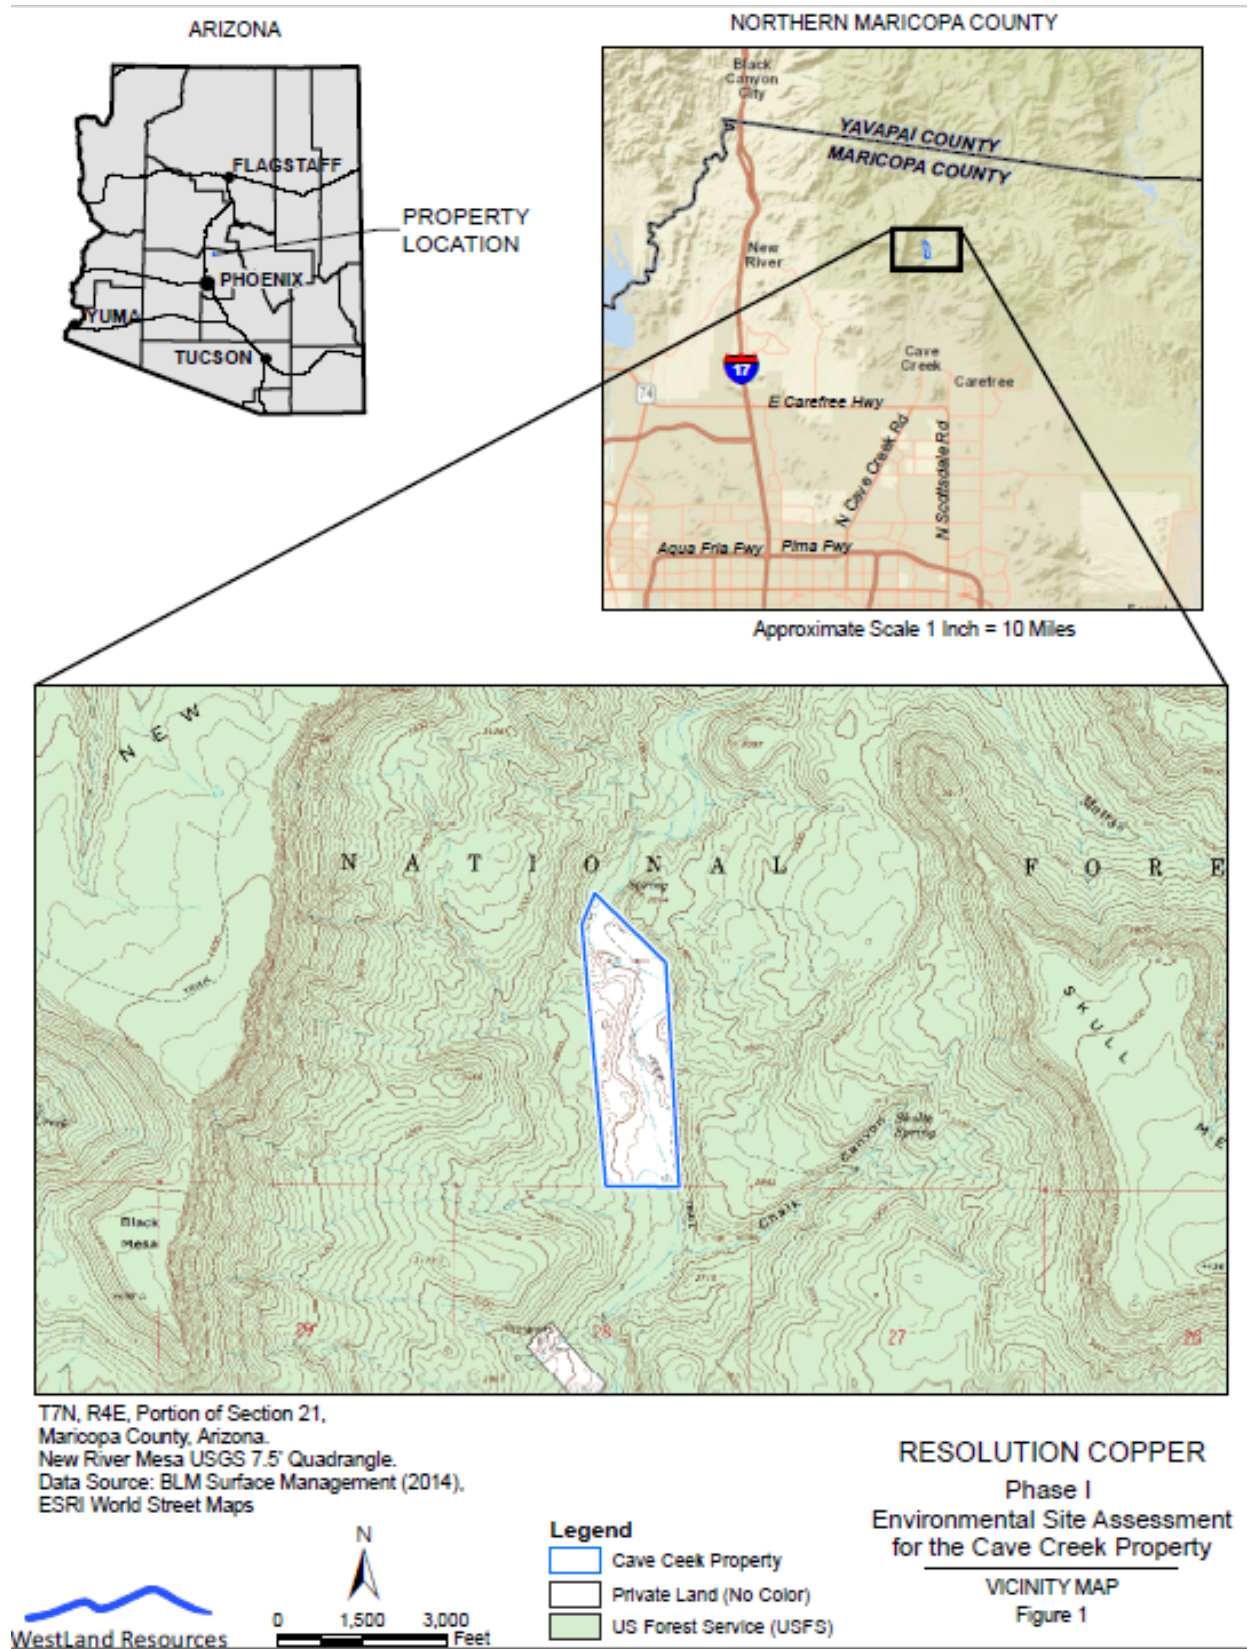 ARIZONA
NORTHERN MARICOPA COUNTY
FLAGSTAFF
PROPERTY
LOCATION
PHOENIX
YUMA
TUCSON
Black
Canyon
City
YAVAPAI COUNTY
MARICOPA COUNTY
New
River
17
74
Cave
Creek
Carefree
E Carefree Hwy
N Cave Creek Rd
N Scottsdale Rd
Aqua Fria Fwy
Pima Fwy
Approximate Scale 1 Inch = 10 Miles
NEW
NATIONAL FORE
Spring
TRAIL
SKULL
ME
Canyon
Skull
Spring
Chalk
TRAIL
Black
Mesa
29
28
27
26
T7N, R4E, Portion of Section 21,
Maricopa County, Arizona.
New River Mesa USGS 7.5' Quadrangle.
Data Source: BLM Surface Management (2014),
ESRI World Street Maps
RESOLUTION COPPER
Phase I
Environmental Site Assessment
for the Cave Creek Property
VICINITY MAP
Figure 1
N
0 1,500 3,000
Feet
WestLand Resources
Legend
Cave Ceek Property
Private Land (No Color)
US Forest Service (USFS)